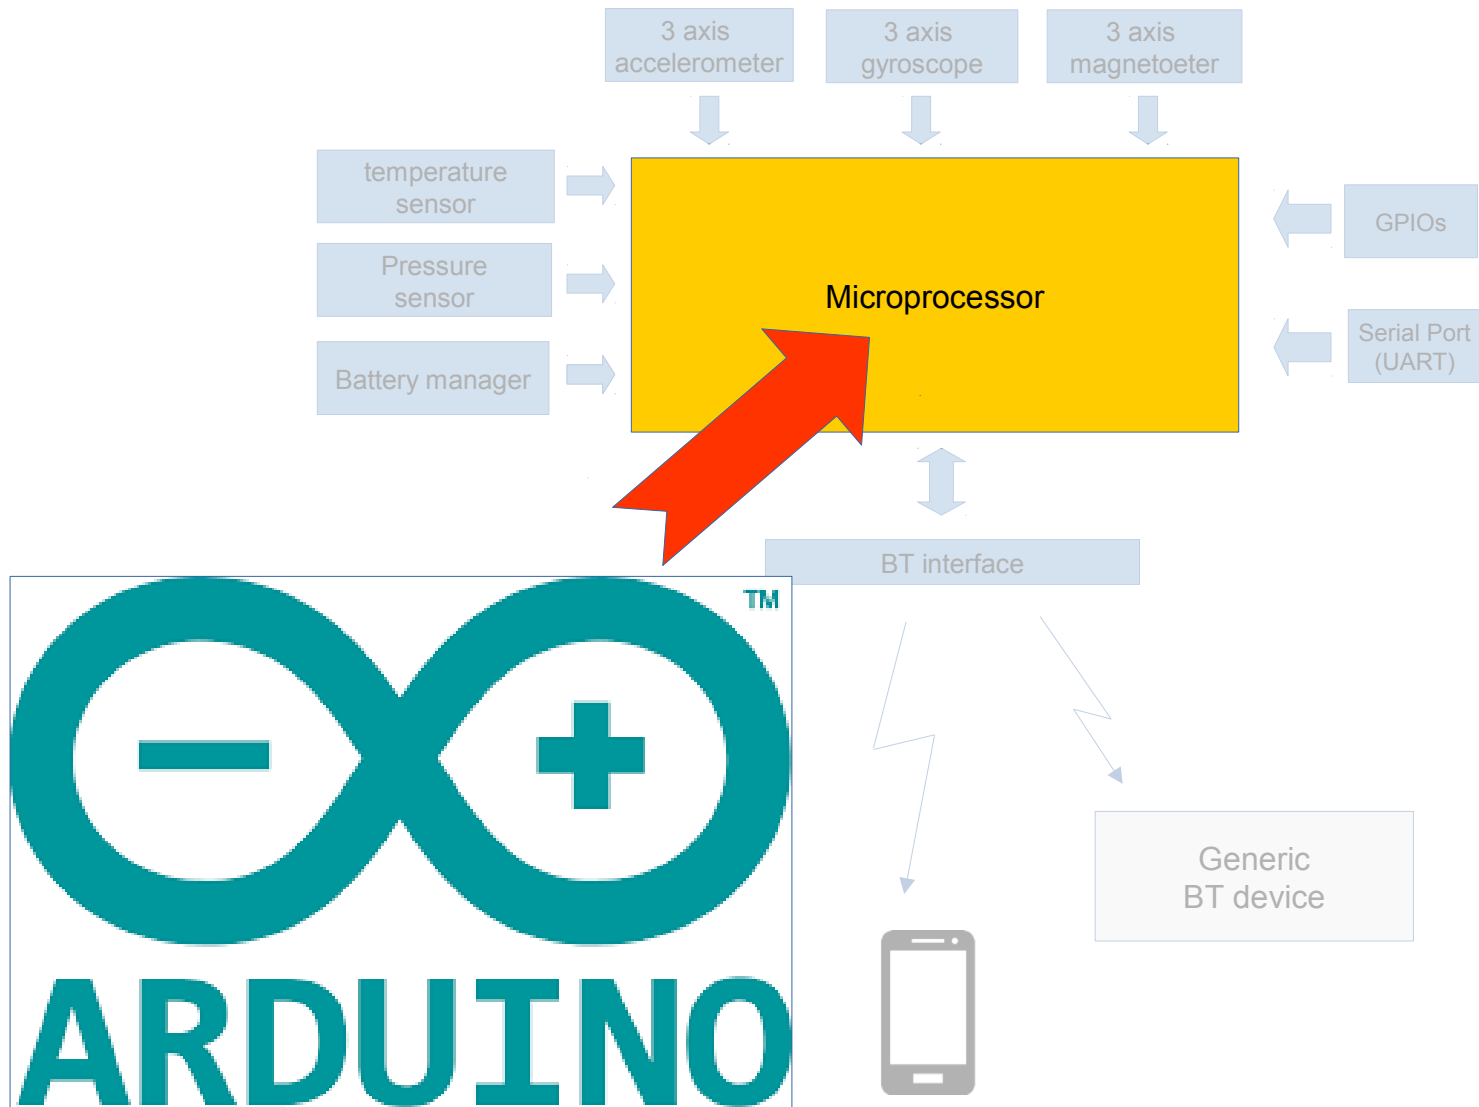 3 axis
accelerometer
3 axis
gyroscope
3 axis
magnetoeter
temperature
sensor
Pressure
sensor
Battery manager
Microprocessor
GPIOs
Serial Port
(UART)
BT interface
Generic
BT device
TM
ARDUINO